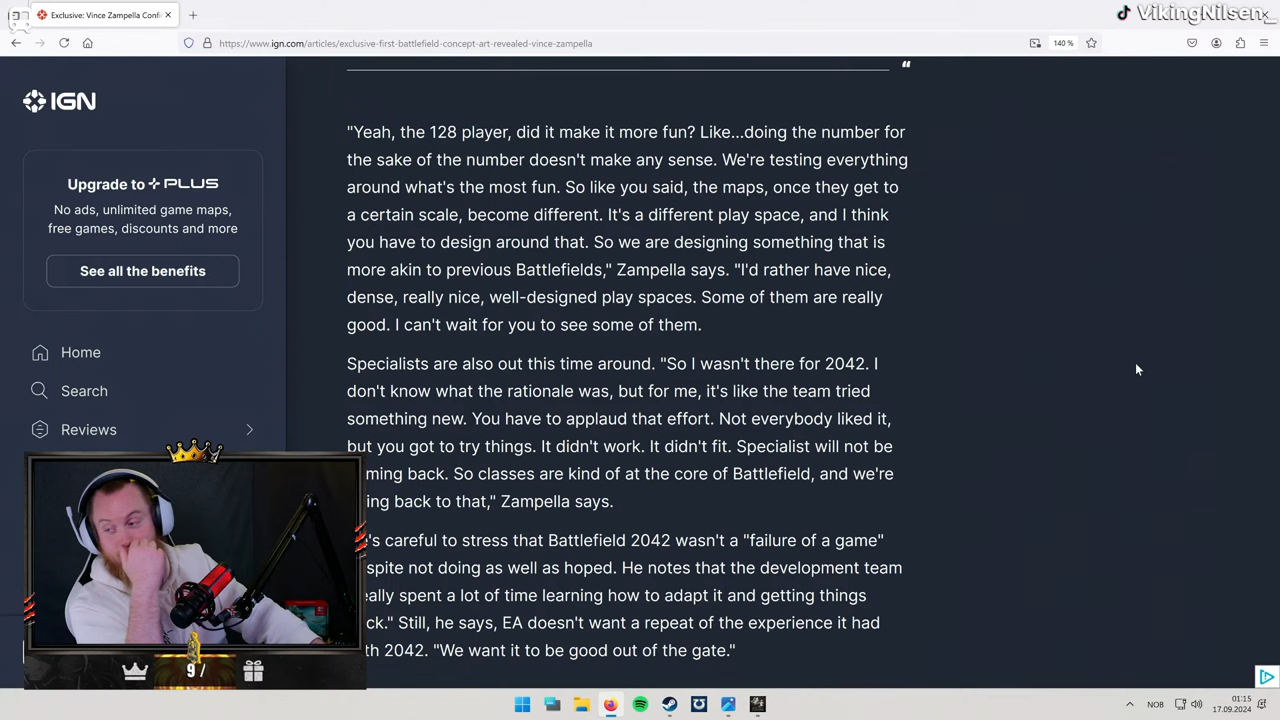 Exclusive: Vince Zampella Confi
VikingNilsen_
https://www.ign.com/articles/exclusive-first-battlefield-concept-art-revealed-vince-zampella
140 %
IGN
Upgrade to PLUS
No ads, unlimited game maps,
free games, discounts and more
See all the benefits
Home
Search
Reviews
"Yeah, the 128 player, did it make it more fun? Like...doing the number for
the sake of the number doesn't make any sense. We're testing everything
around what's the most fun. So like you said, the maps, once they get to
a certain scale, become different. It's a different play space, and I think
you have to design around that. So we are designing something that is
more akin to previous Battlefields," Zampella says. "I'd rather have nice,
dense, really nice, well-designed play spaces. Some of them are really
good. I can't wait for you to see some of them.
Specialists are also out this time around. "So I wasn't there for 2042. I
don't know what the rationale was, but for me, it's like the team tried
something new. You have to applaud that effort. Not everybody liked it,
but you got to try things. It didn't work. It didn't fit. Specialist will not be
ming back. So classes are kind of at the core of Battlefield, and we're
ing back to that," Zampella says.
's careful to stress that Battlefield 2042 wasn't a "failure of a game"
spite not doing as well as hoped. He notes that the development team
eally spent a lot of time learning how to adapt it and getting things
ck." Still, he says, EA doesn't want a repeat of the experience it had
th 2042. "We want it to be good out of the gate."
9 /
NOB
01:15
17.09.2024